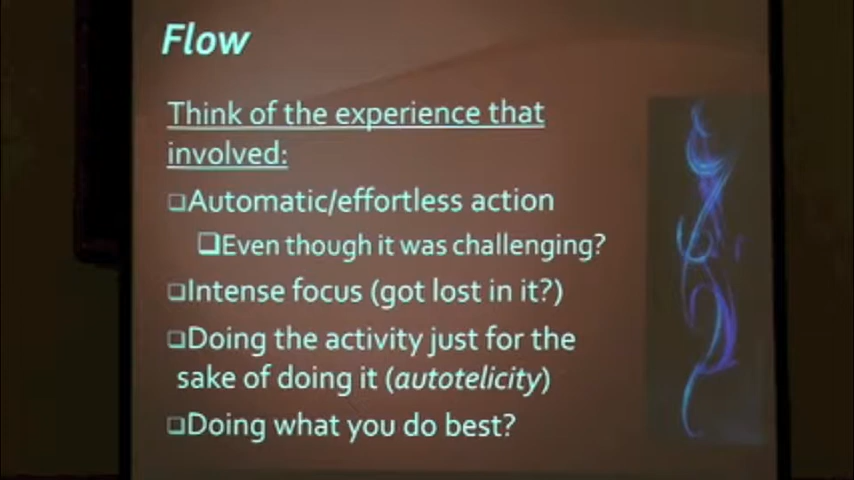 Flow
Think of the experience that
involved:
❑Automatic/effortless action
❑Even though it was challenging?
❑Intense focus (got lost in it?)
❑Doing the activity just for the
sake of doing it (autotelicity)
❑Doing what you do best?